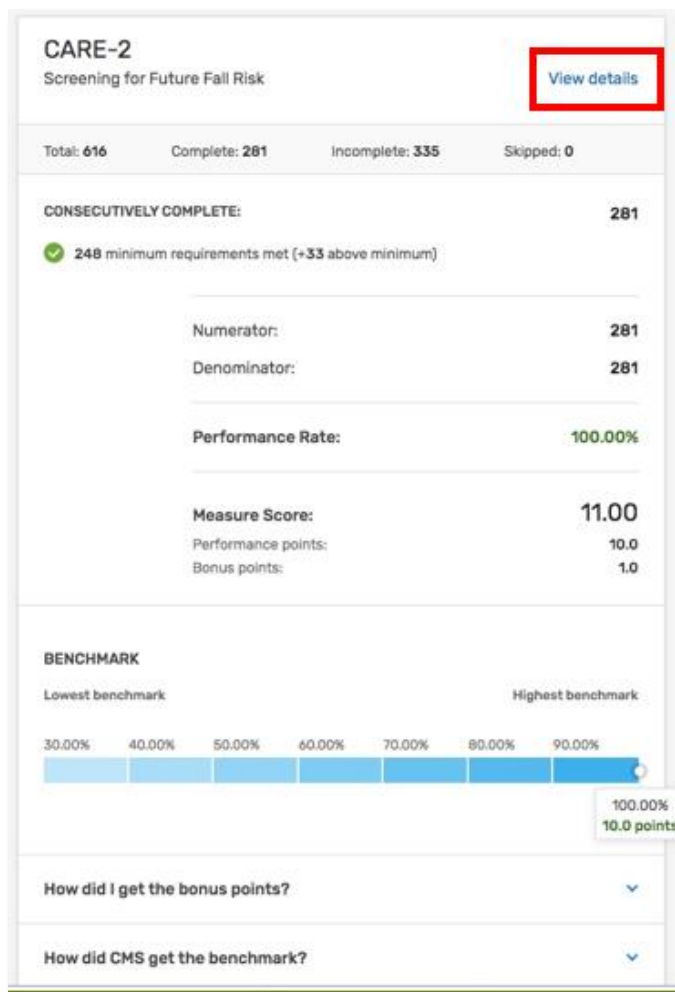 CARE-2
Screening for Future Fall Risk
View details
Total: 616 Complete: 281 Incomplete: 335 Skipped: 0
CONSECUTIVELY COMPLETE: 281
248 minimum requirements met (+33 above minimum)
Numerator: 281
Denominator: 281
Performance Rate: 100.00%
Measure Score: 11.00
Performance points: 10.0
Bonus points: 1.0
BENCHMARK
Lowest benchmark Highest benchmark
30.00% 40.00% 50.00% 60.00% 70.00% 80.00% 90.00%
100.00%
10.0 points
How did I get the bonus points?
How did CMS get the benchmark?